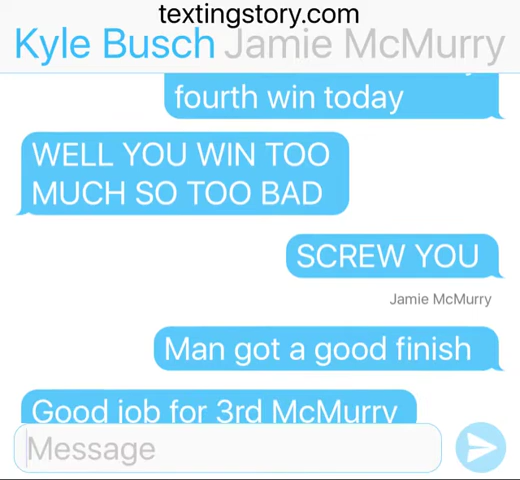 textingstory.com
Kyle Busch Jamie McMurry
fourth win today
WELL YOU WIN TOO
MUCH SO TOO BAD
SCREW YOU
Jamie McMurry
Man got a good finish
Good job for 3rd McMurry
Message